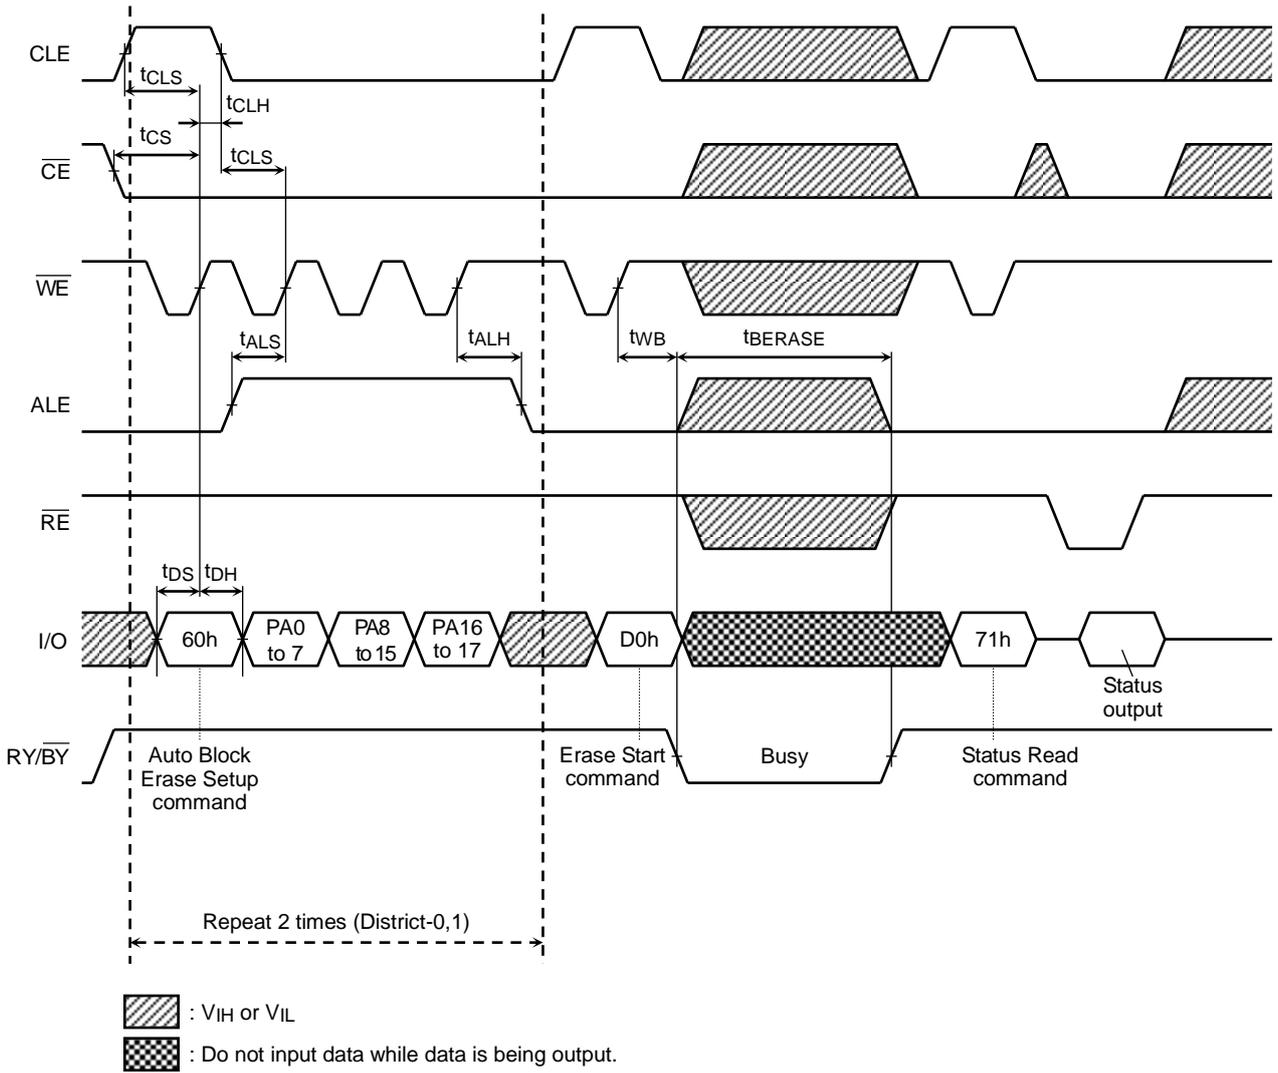 CLE
tCLS
tCLH
tCS
tCLS
CE
WE
tALS
tALH
tWB
tBERASE
ALE
RE
tDS
tDH
I/O
60h
PA0
to 7
PA8
to 15
PA16
to 17
D0h
71h
Status
output
RY/BY
Auto Block
Erase Setup
command
Erase Start
command
Busy
Status Read
command
Repeat 2 times (District-0,1)
: VIH or VIL
: Do not input data while data is being output.